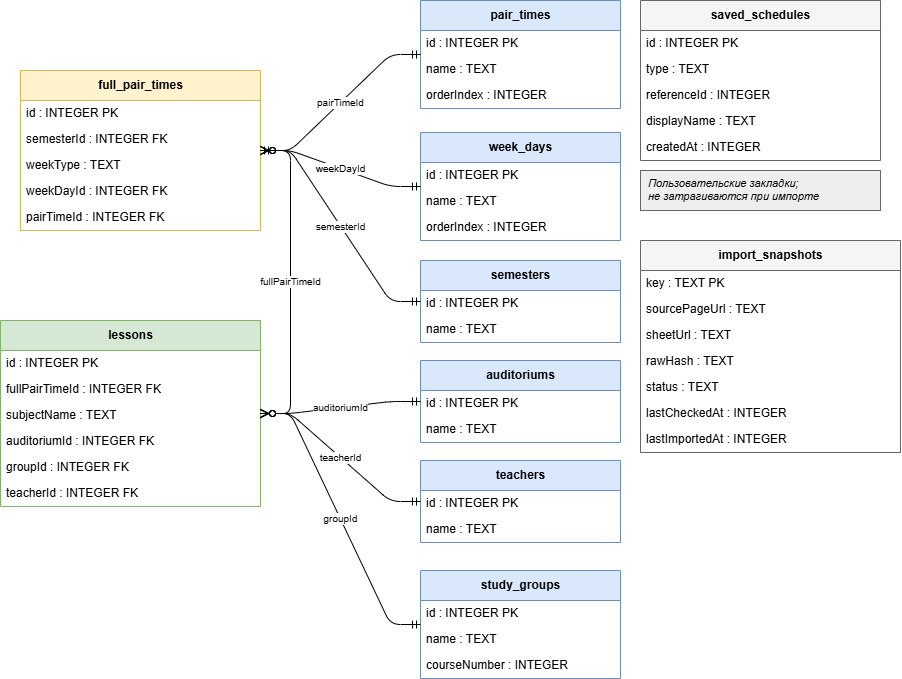 full_pair_times
id : INTEGER PK
semesterId : INTEGER FK
weekType : TEXT
weekDayId : INTEGER FK
pairTimeId : INTEGER FK
lessons
id : INTEGER PK
fullPairTimeId : INTEGER FK
subjectName : TEXT
auditoriumId : INTEGER FK
groupId : INTEGER FK
teacherId : INTEGER FK
pairTimeId
weekDayId
semesterId
fullPairTimeId
auditoriumId
teacherId
groupId
pair_times
id : INTEGER PK
name : TEXT
orderIndex : INTEGER
week_days
id : INTEGER PK
name : TEXT
orderIndex : INTEGER
semesters
id : INTEGER PK
name : TEXT
auditoriums
id : INTEGER PK
name : TEXT
teachers
id : INTEGER PK
name : TEXT
study_groups
id : INTEGER PK
name : TEXT
courseNumber : INTEGER
saved_schedules
id : INTEGER PK
type : TEXT
referenceId : INTEGER
displayName : TEXT
createdAt : INTEGER
Пользовательские закладки;
не затрагиваются при импорте
import_snapshots
key : TEXT PK
sourcePageUrl : TEXT
sheetUrl : TEXT
rawHash : TEXT
status : TEXT
lastCheckedAt : INTEGER
lastImportedAt : INTEGER